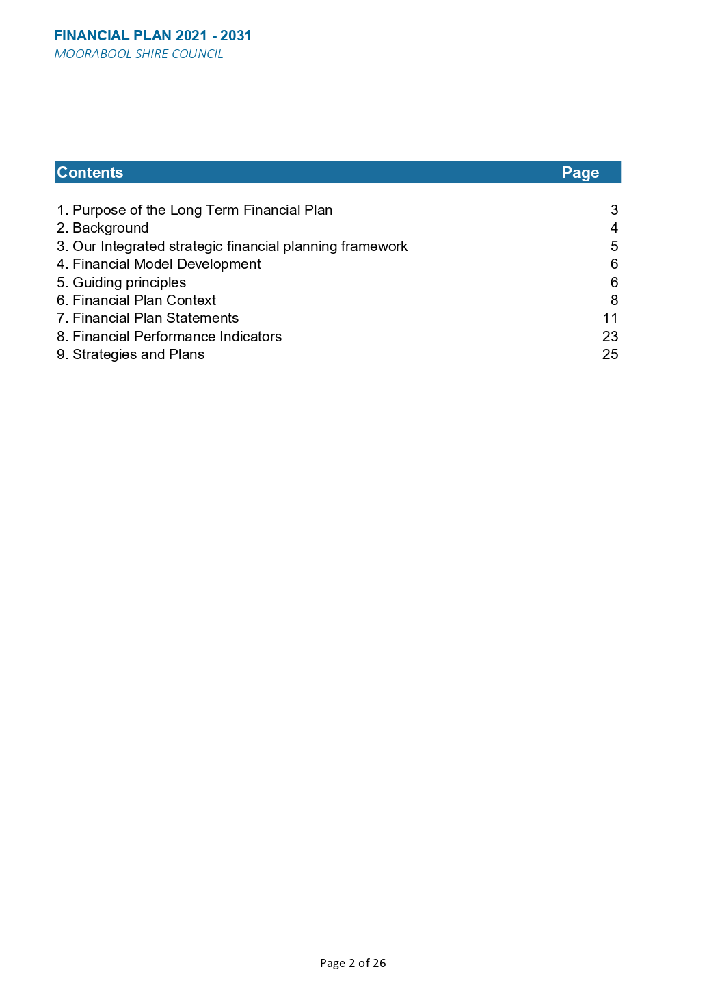 FINANCIAL PLAN 2021 - 2031
MOORABOOL SHIRE COUNCIL
Contents Page
1. Purpose of the Long Term Financial Plan 3
2. Background 4
3. Our Integrated strategic financial planning framework 5
4. Financial Model Development 6
5. Guiding principles 6
6. Financial Plan Context 8
7. Financial Plan Statements 11
8. Financial Performance Indicators 23
9. Strategies and Plans 25
Page 2 of 26